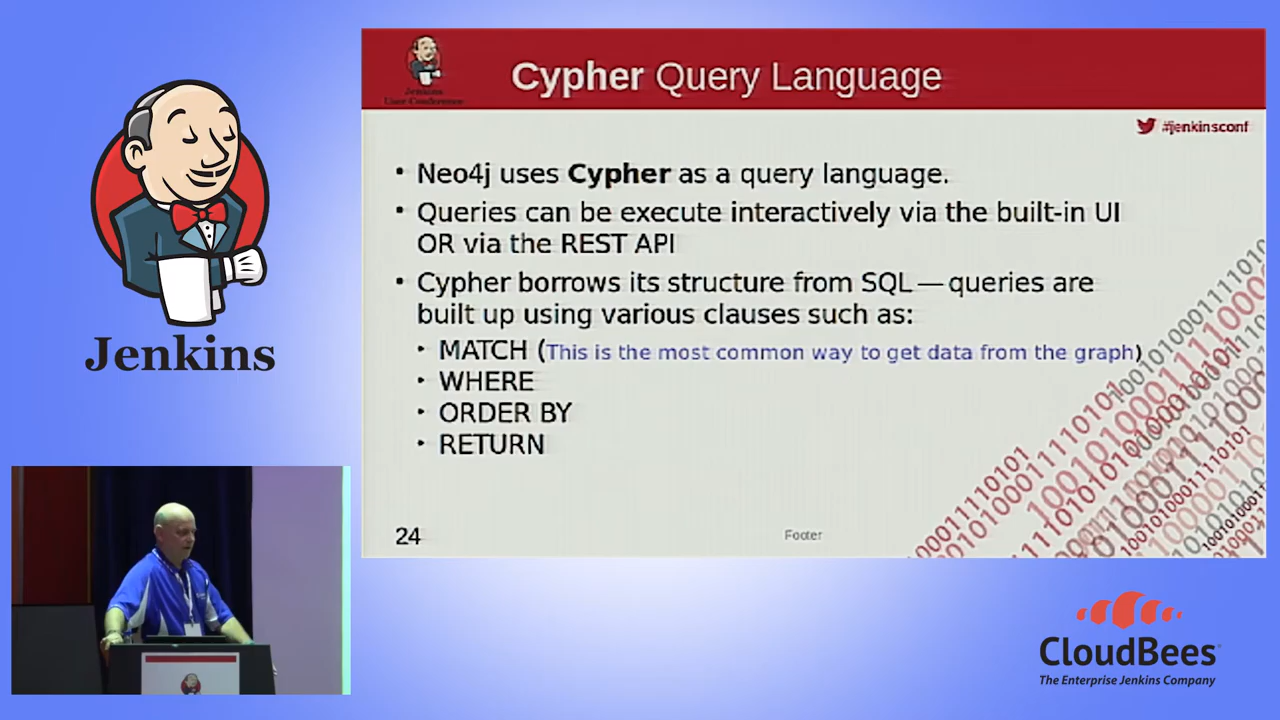 Jenkins
User Conference
Cypher Query Language
#jenkinsconf
• Neo4j uses Cypher as a query language.
• Queries can be execute interactively via the built-in UI
OR via the REST API
• Cypher borrows its structure from SQL — queries are
built up using various clauses such as:
• MATCH (This is the most common way to get data from the graph)
• WHERE
• ORDER BY
• RETURN
24
Footer
Jenkins
CloudBees
The Enterprise Jenkins Company